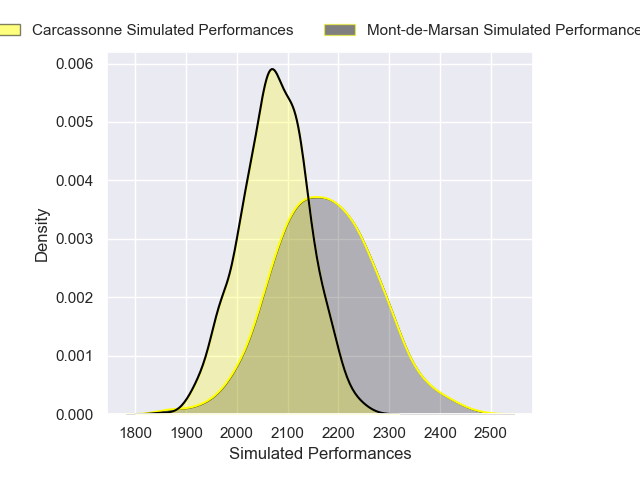 Carcassonne Simulated Performances Mont-de-Marsan Simulated Performance
0.006
0.005
0.004
0.003
0.002
0.001
0.000
Density
1800 1900 2000 2100 2200 2300 2400 2500
Simulated Performances